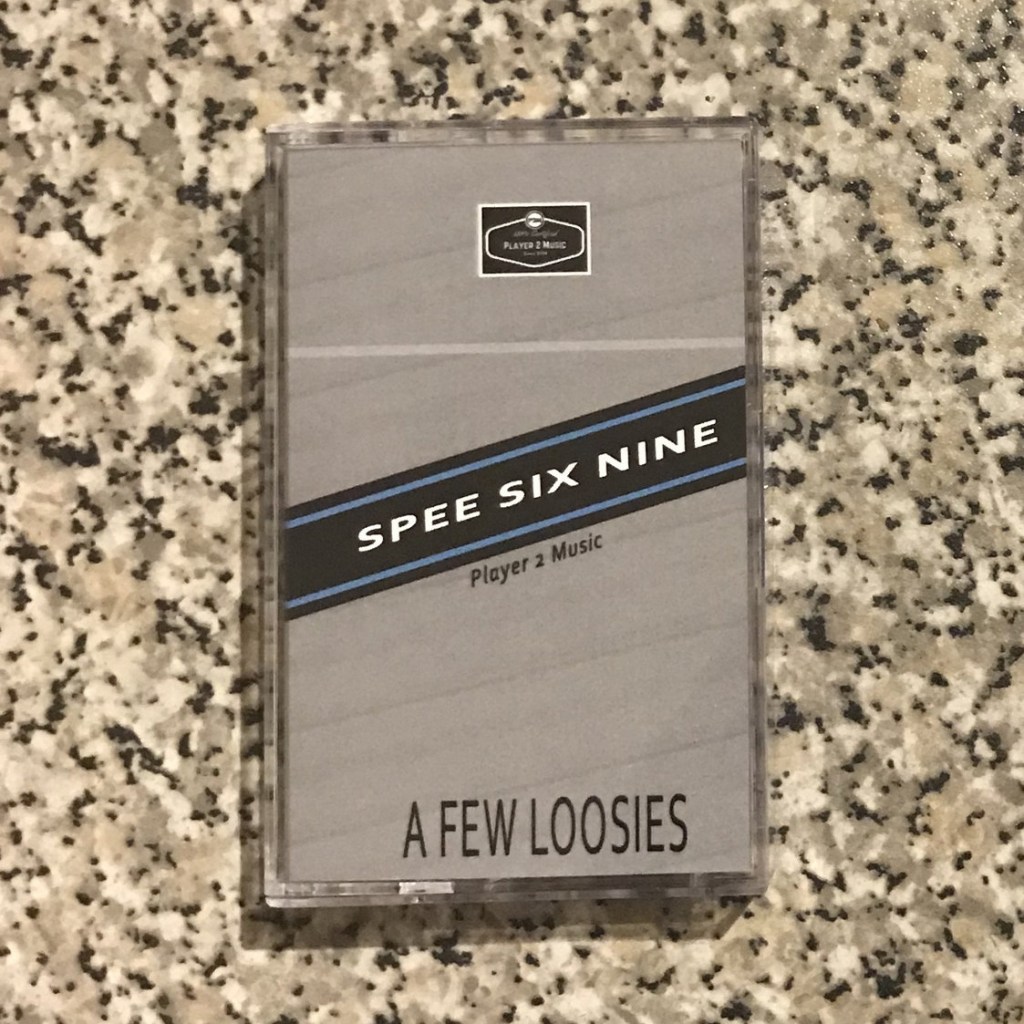 PLAYER 2 MUSIC
SPEE SIX NINE
Player 2 Music
A FEW LOOSIES